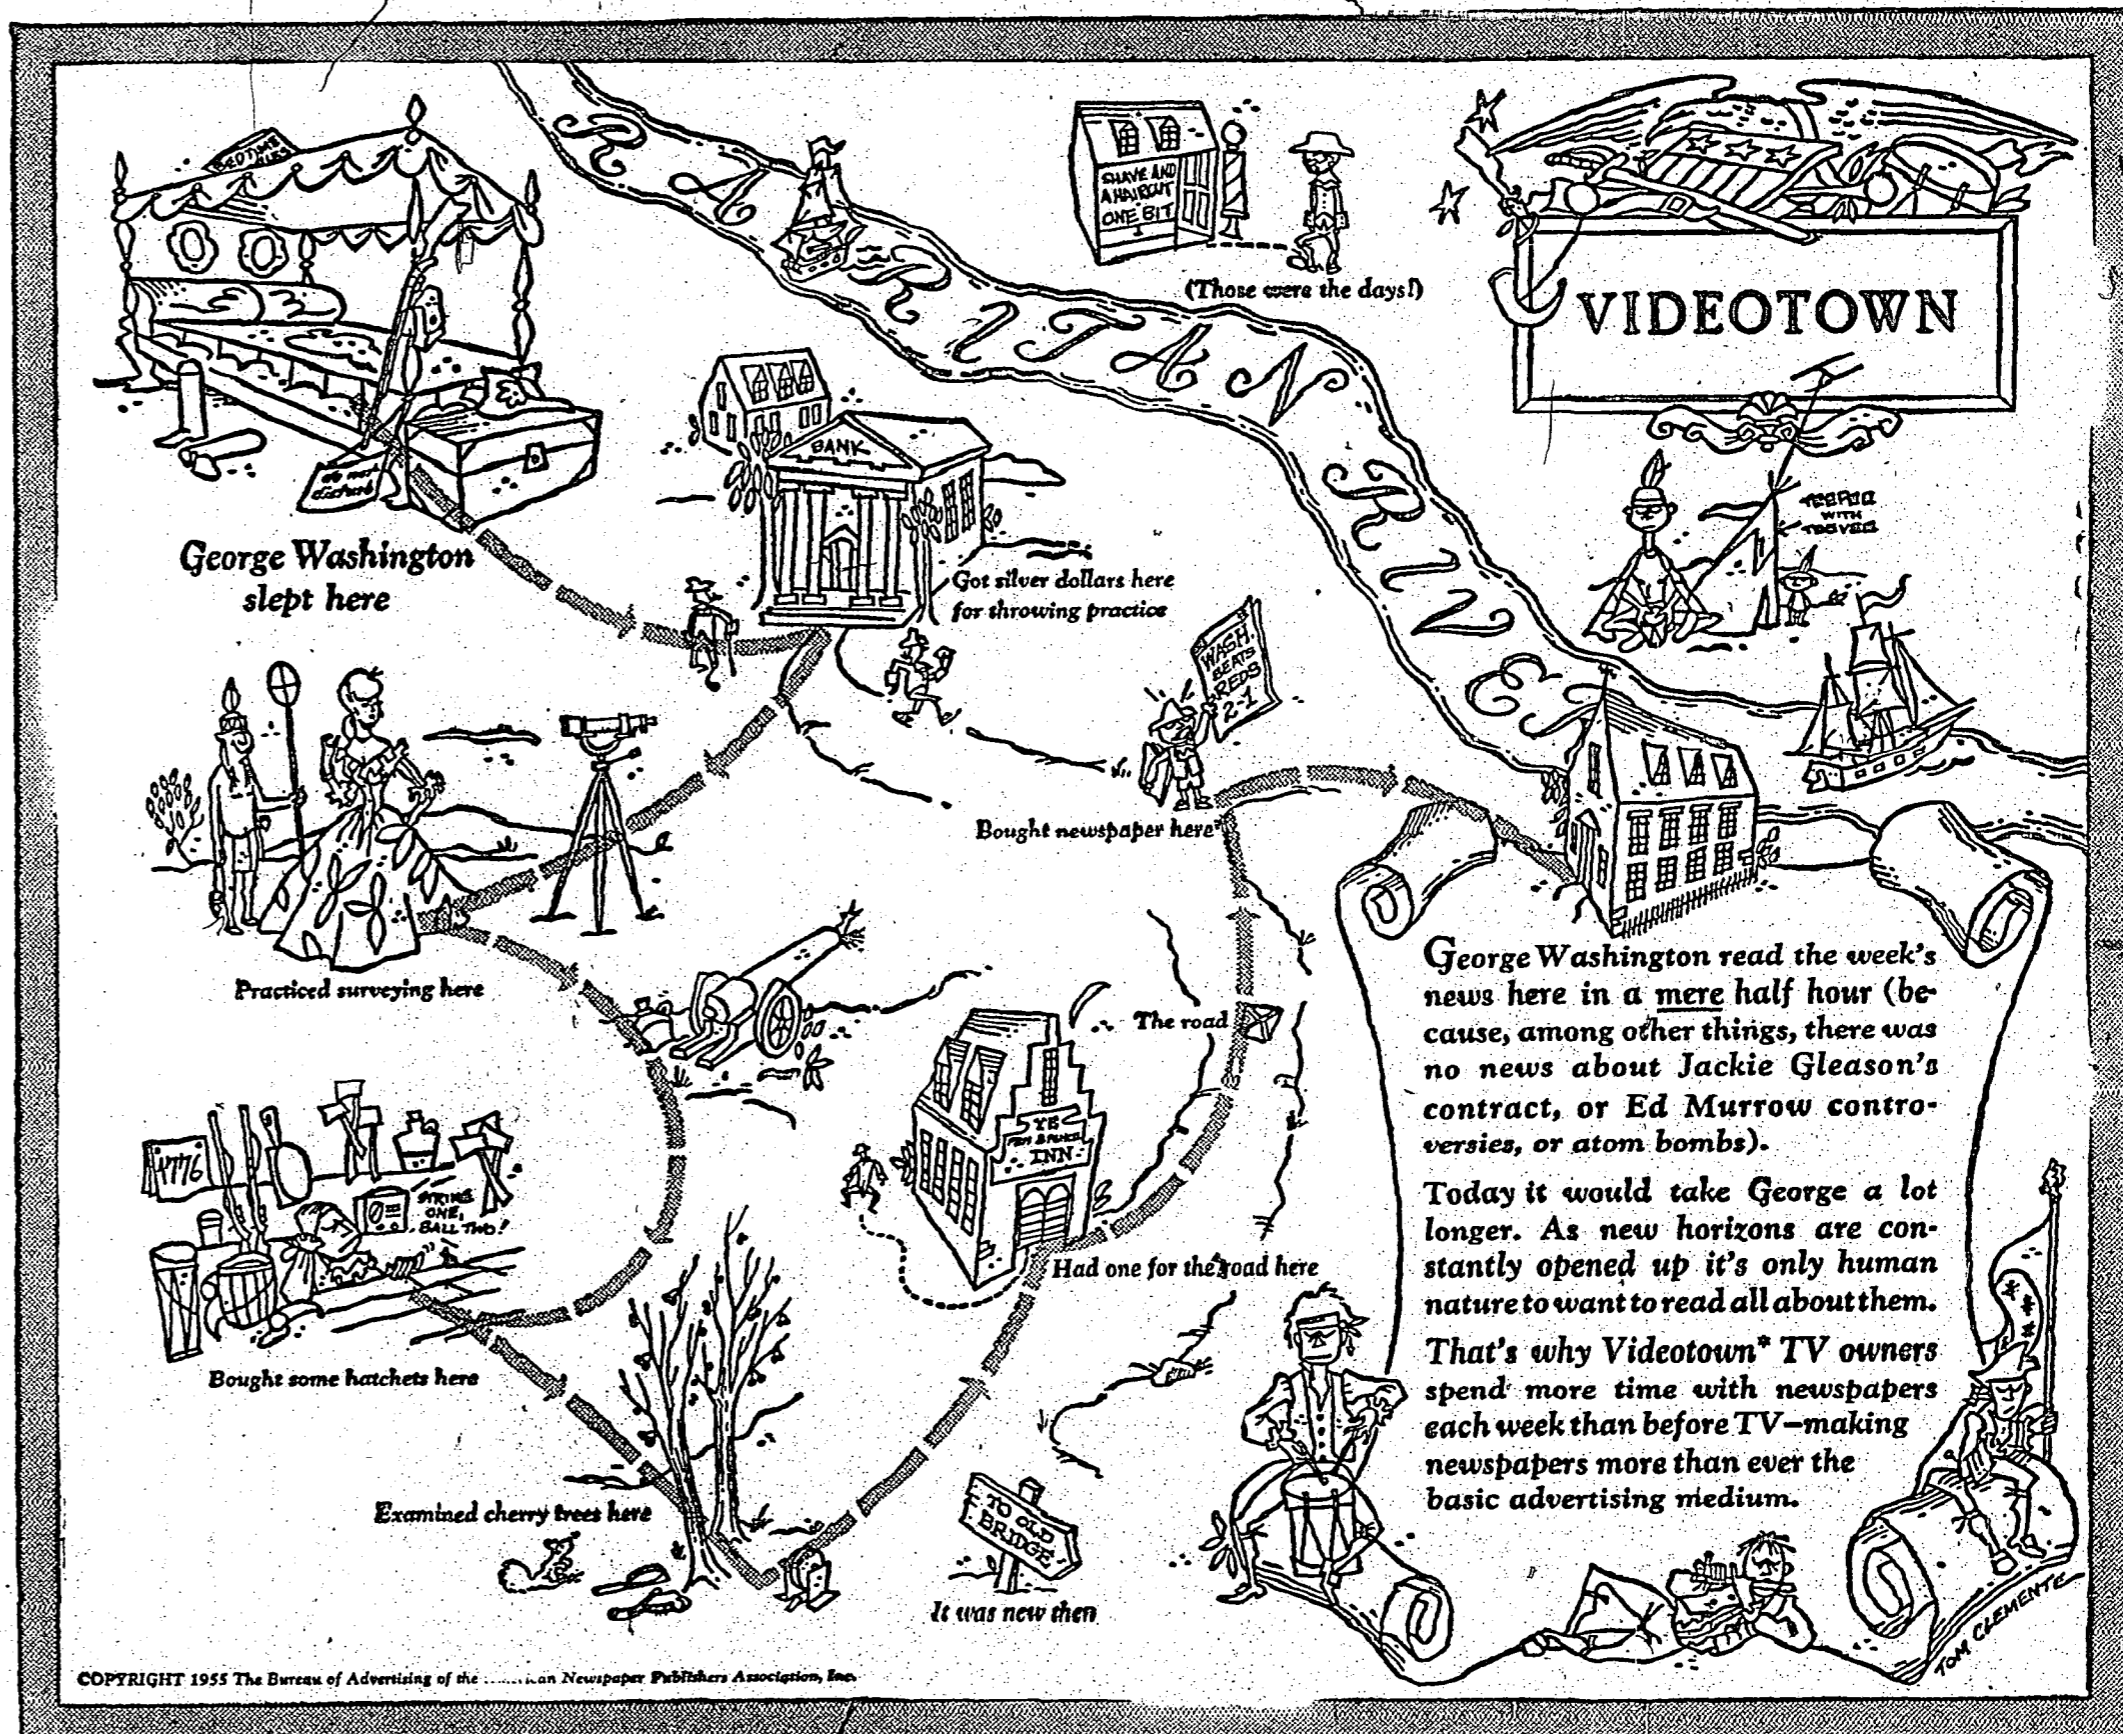 RARITAN RIVER
SHAVE AND
A HAIRCUT
ONE BIT
(Those were the days!)
VIDEOTOWN
do not
disturb
George Washington
slept here
BANK
Got silver dollars here
for throwing practice
TEEPEE
WITH
WASH.
BEATS
REDS
2-1
Bought newspaper here
Practiced surveying here
The road
YE
INN
Had one for the road here
1776
STRIKE
ONE,
BALL TWO!
Bought some hatchets here
Examined cherry trees here
TO OLD
BRIDGE
It was new then
George Washington read the week's
news here in a mere half hour (be-
cause, among other things, there was
no news about Jackie Gleason's
contract, or Ed Murrow contro-
versies, or atom bombs).
Today it would take George a lot
longer. As new horizons are con-
stantly opened up it's only human
nature to want to read all about them.
That's why Videotown* TV owners
spend more time with newspapers
each week than before TV—making
newspapers more than ever the
basic advertising medium.
TOM CLEMENTE
COPYRIGHT 1955 The Bureau of Advertising of the an Newspaper Publishers Association, Inc.